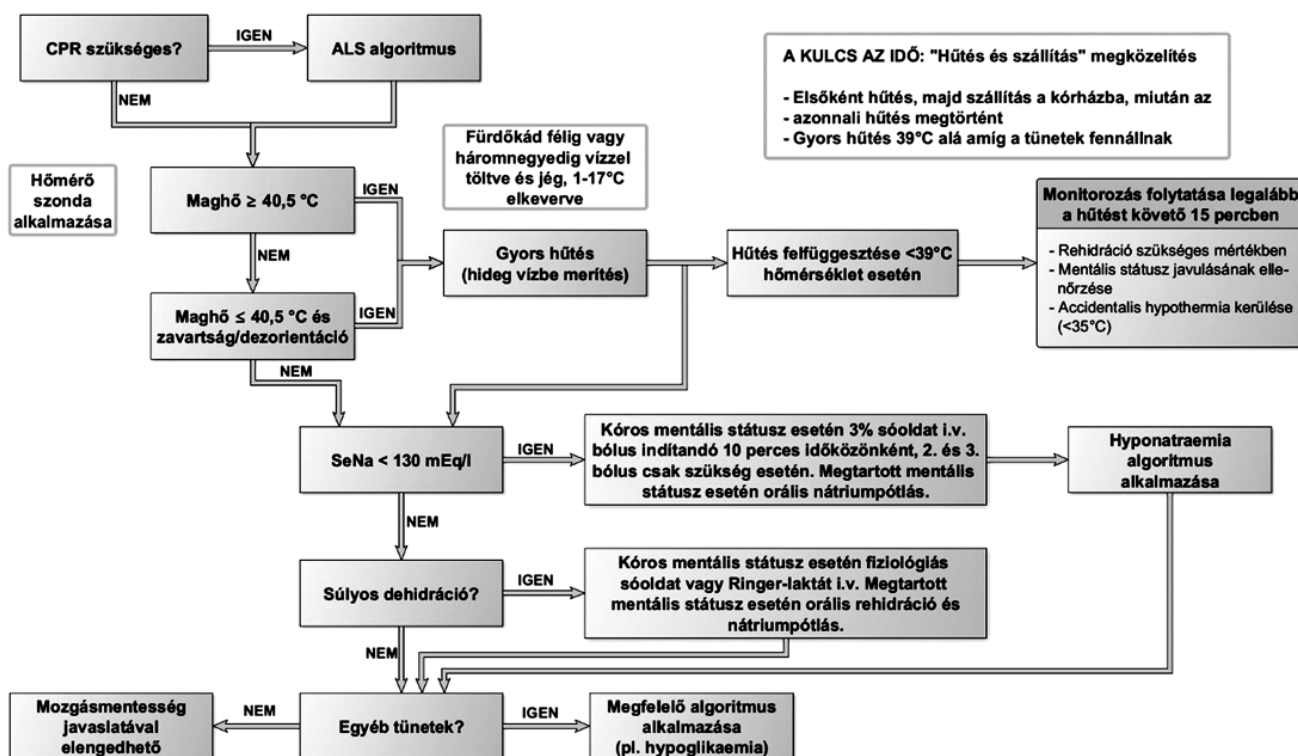 CPR szükséges?
IGEN
ALS algoritmus
NEM
A KULCS AZ IDŐ: "Hűtés és szállítás" megközelítés
- Elsőként hűtés, majd szállítás a kórházba, miután az
- azonnali hűtés megtörtént
- Gyors hűtés 39°C alá amíg a tünetek fennállnak
Hőmérő
szonda
alkalmazása
Maghő ≥ 40,5 °C
IGEN
Fürdőkád félig vagy
háromnegyedig vízzel
töltve és jég, 1-17°C
elkeverve
NEM
Gyors hűtés
(hideg vízbe merítés)
Hűtés felfüggesztése <39°C
hőmérséklet esetén
Monitorozás folytatása legalább
a hűtést követő 15 percben
- Rehidráció szükséges mértékben
- Mentális státusz javulásának elle-
nőrzése
- Accidentalis hypothermia kerülése
(<35°C)
Maghő ≤ 40,5 °C és
zavartság/dezorientáció
IGEN
NEM
SeNa < 130 mEq/l
IGEN
Kóros mentális státusz esetén 3% sóoldat i.v.
bólus indítandó 10 perces időközönként, 2. és 3.
bólus csak szükség esetén. Megtartott mentális
státusz esetén orális nátriumpótlás.
Hyponatraemia
algoritmus
alkalmazása
NEM
Súlyos dehidráció?
IGEN
Kóros mentális státusz esetén fiziológiás
sóoldat vagy Ringer-laktát i.v. Megtartott
mentális státusz esetén orális rehidráció és
nátriumpótlás.
NEM
Mozgásmentesség
javaslatával
elengedhető
NEM
Egyéb tünetek?
IGEN
Megfelelő algoritmus
alkalmazása
(pl. hypoglikaemia)